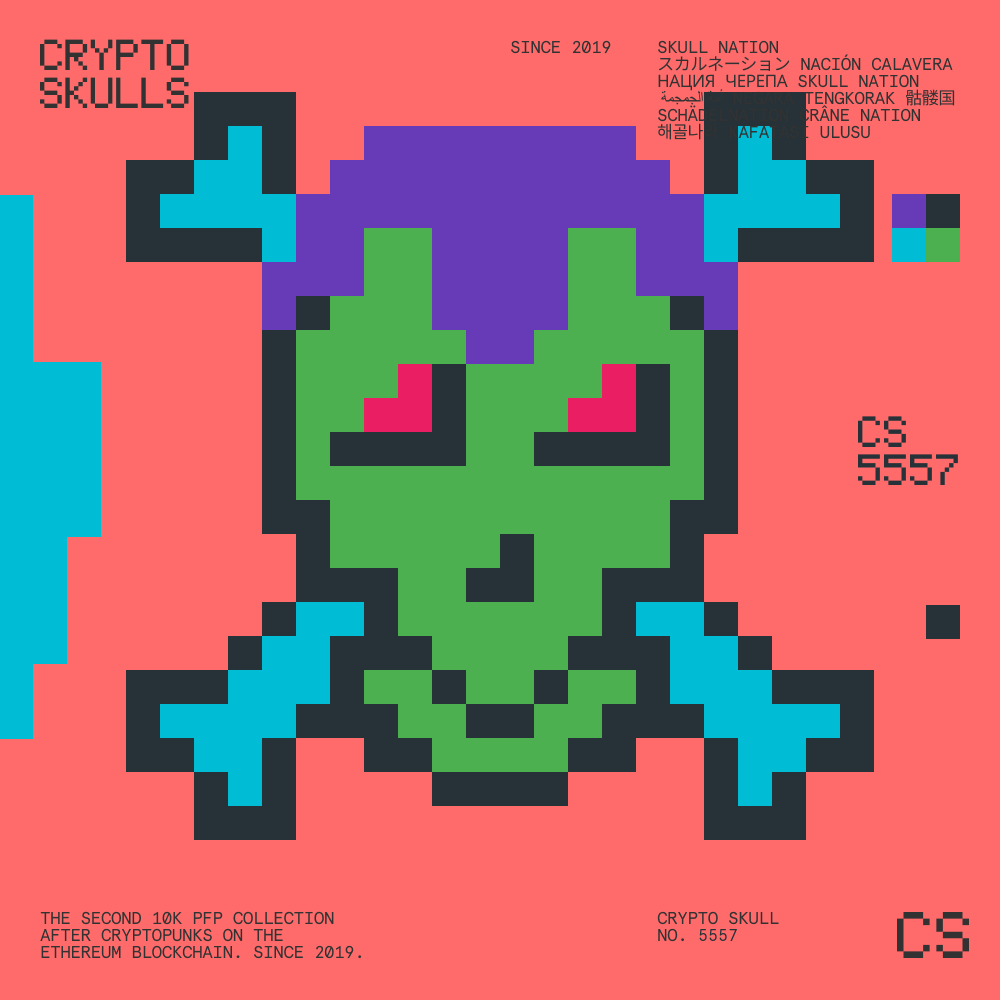 CRYPTO
SKULLS
SINCE 2019
SKULL NATION
スカルネーション NACIÓN CALAVERA
НАЦИЯ ЧЕРЕПА SKULL NATION
TENGKORAK 骷髅国
CRÂNE NATION
ULUSU
CS
5557
THE SECOND 10K PFP COLLECTION
AFTER CRYPTOPUNKS ON THE
ETHEREUM BLOCKCHAIN. SINCE 2019.
CRYPTO SKULL
NO. 5557
CS